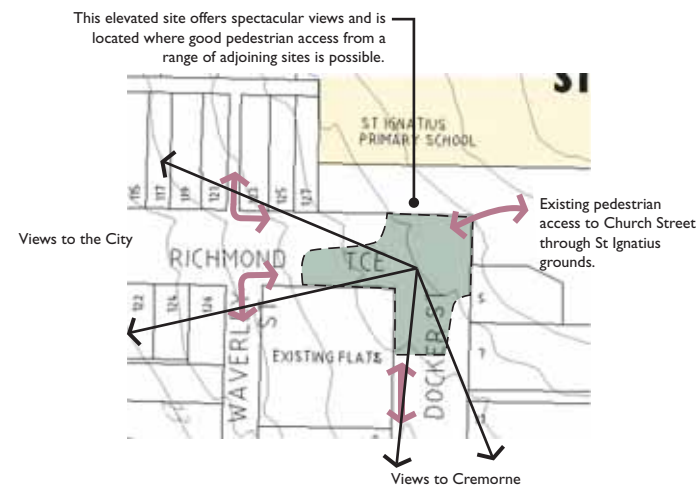 This elevated site offers spectacular views and is
located where good pedestrian access from a
range of adjoining sites is possible.
ST IGNATIUS
PRIMARY SCHOOL
115
117
119
121
123
125
127
Existing pedestrian
access to Church Street
through St Ignatius
grounds.
Views to the City
RICHMOND TCE
122
124
126
WAVERLEY ST
EXISTING FLATS
DOCKER S
5
7
Views to Cremorne